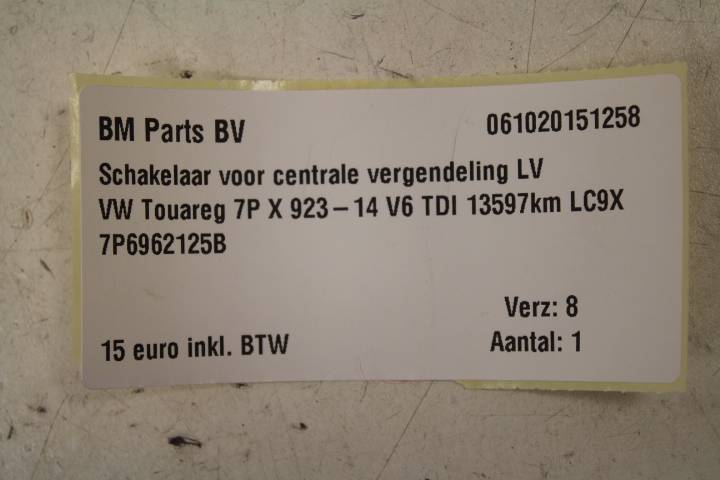 BM Parts BV 061020151258
Schakelaar voor centrale vergendeling LV
VW Touareg 7P X 923-14 V6 TDI 13597km LC9X
7P6962125B
Verz: 8
15 euro inkl. BTW Aantal: 1